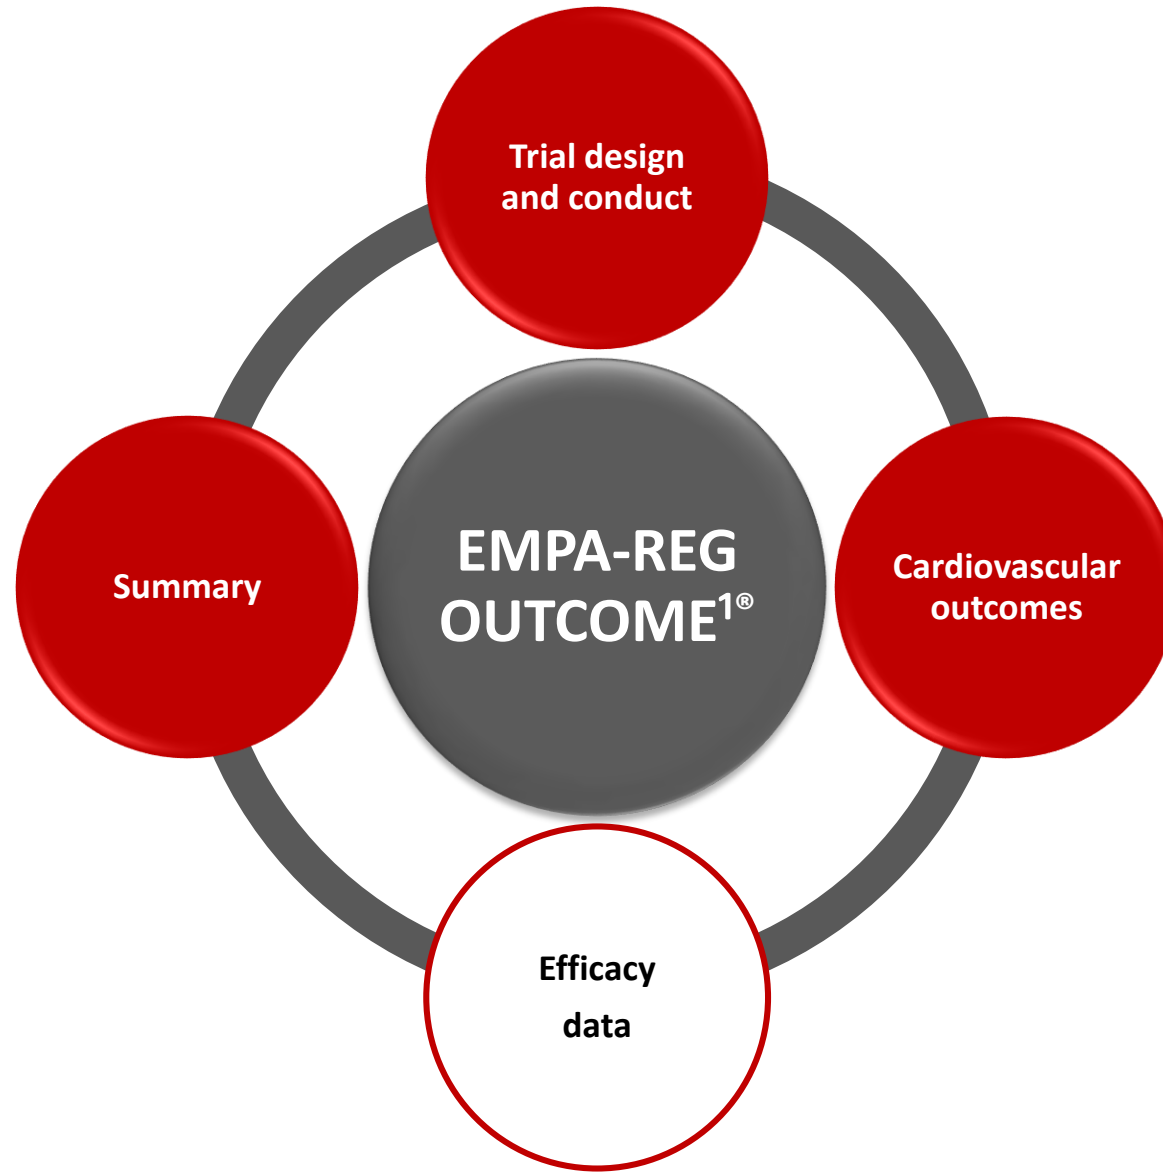 Trial design
and conduct
Summary
EMPA-REG
OUTCOME¹®
Cardiovascular
outcomes
Efficacy
data